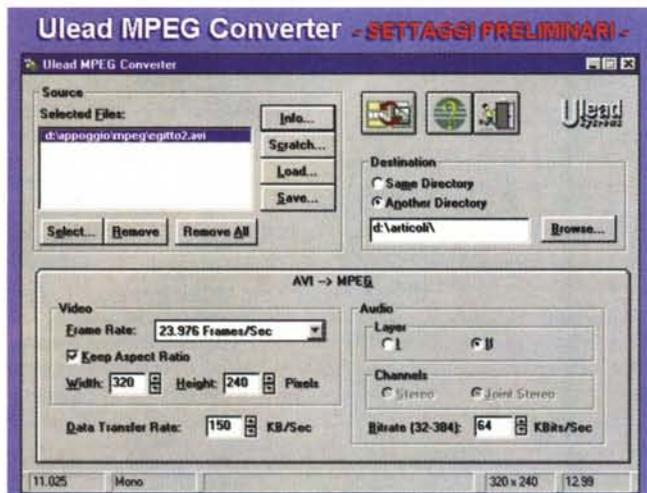 Ulead MPEG Converter - SETTAGGI PRELIMINARI -
Ulead MPEG Converter
Source
Selected Files:
d:\appoggio\mpeg\egitto2.avi
Info...
Scratch...
Load...
Save...
Select...
Remove
Remove All
Ulead Systems
Destination
Same Directory
Another Directory
d:\articoli\
Browse...
AVI -> MPEG
Video
Frame Rate: 23.976 Frames/Sec
Keep Aspect Ratio
Width: 320 Height: 240 Pixels
Data Transfer Rate: 150 KB/Sec
Audio
Layer
I
II
Channels
Stereo
Joint Stereo
Bitrate (32-384): 64 KBits/Sec
11.025 Mono 320 x 240 12.99